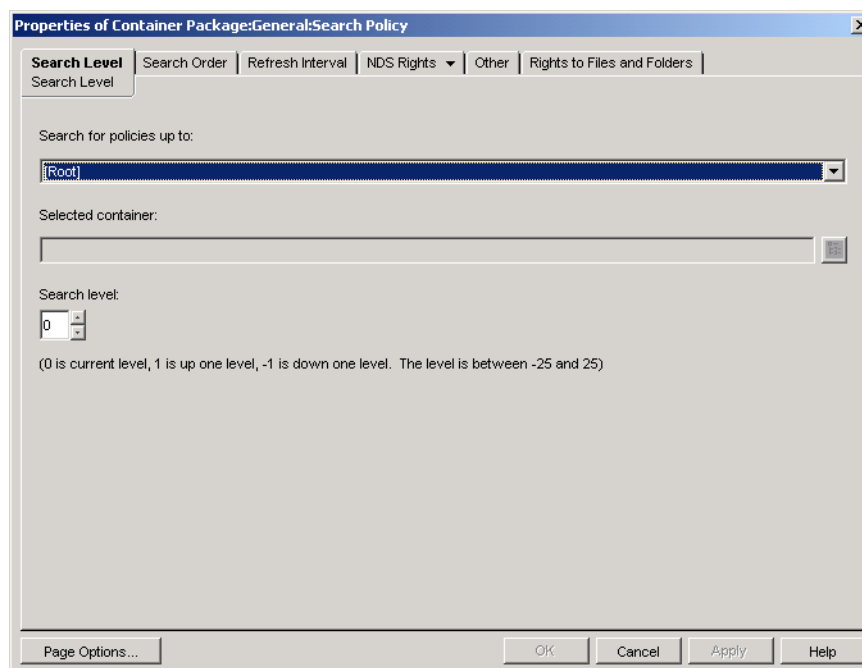 Properties of Container Package:General:Search Policy
Search Level Search Order Refresh Interval NDS Rights Other Rights to Files and Folders
Search Level
Search for policies up to:
[Root]
Selected container:
Search level:
0
(0 is current level, 1 is up one level, -1 is down one level. The level is between -25 and 25)
Page Options... OK Cancel Apply Help